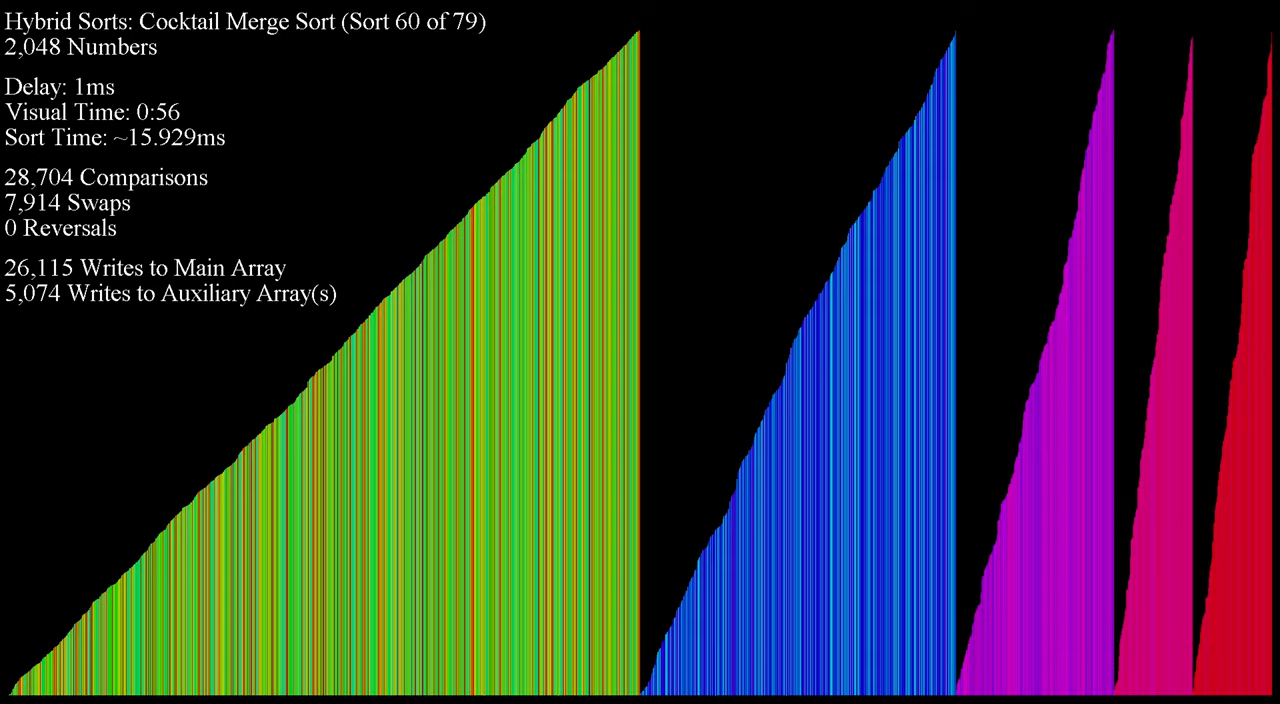 Hybrid Sorts: Cocktail Merge Sort (Sort 60 of 79)
2,048 Numbers
Delay: 1ms
Visual Time: 0:56
Sort Time: ~15.929ms
28,704 Comparisons
7,914 Swaps
0 Reversals
26,115 Writes to Main Array
5,074 Writes to Auxiliary Array(s)